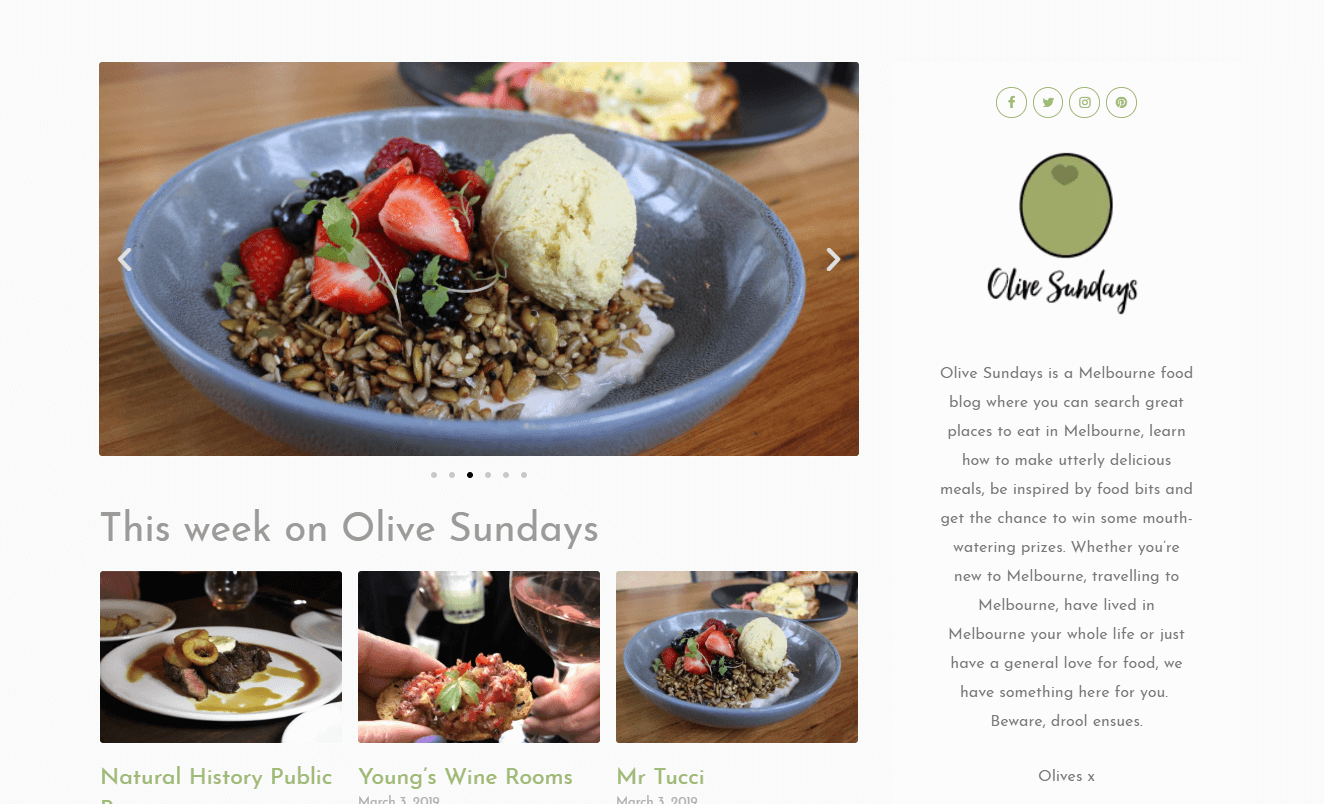 This week on Olive Sundays
Natural History Public
Young's Wine Rooms
March 3, 2019
Mr Tucci
March 3, 2019
Olive Sundays
Olive Sundays is a Melbourne food
blog where you can search great
places to eat in Melbourne, learn
how to make utterly delicious
meals, be inspired by food bits and
get the chance to win some mouth-
watering prizes. Whether you're
new to Melbourne, travelling to
Melbourne, have lived in
Melbourne your whole life or just
have a general love for food, we
have something here for you.
Beware, drool ensues.
Olives x